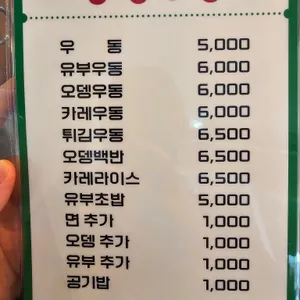 우 동 5,000
유부우동 6,000
오뎅우동 6,000
카레우동 6,000
튀김우동 6,500
오뎅백반 6,500
카레라이스 6,500
유부초밥 5,000
면 추가 1,000
오뎅 추가 1,000
유부 추가 1,000
공기밥 1,000